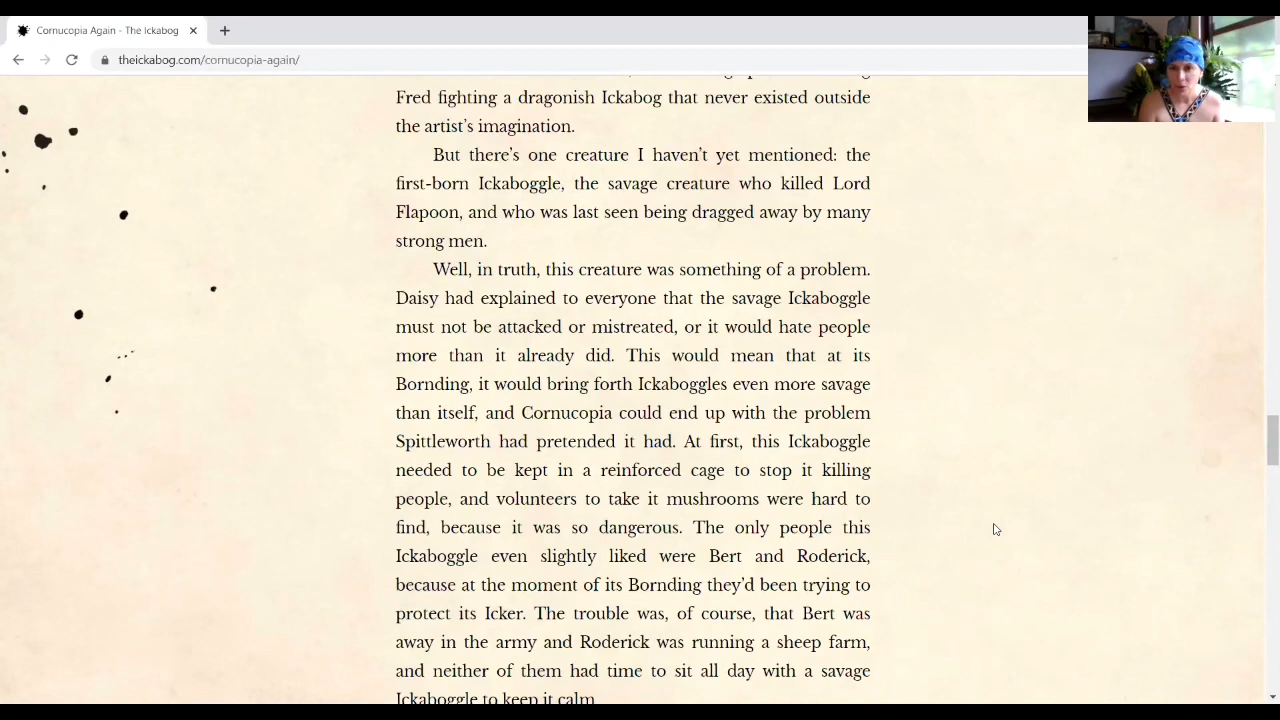 Cornucopia Again - The Ickabog
theickabog.com/cornucopia-again/
Fred fighting a dragonish Ickabog that never existed outside
the artist’s imagination.
But there’s one creature I haven’t yet mentioned: the
first-born Ickaboggle, the savage creature who killed Lord
Flapoon, and who was last seen being dragged away by many
strong men.
Well, in truth, this creature was something of a problem.
Daisy had explained to everyone that the savage Ickaboggle
must not be attacked or mistreated, or it would hate people
more than it already did. This would mean that at its
Bornding, it would bring forth Ickaboggles even more savage
than itself, and Cornucopia could end up with the problem
Spittleworth had pretended it had. At first, this Ickaboggle
needed to be kept in a reinforced cage to stop it killing
people, and volunteers to take it mushrooms were hard to
find, because it was so dangerous. The only people this
Ickaboggle even slightly liked were Bert and Roderick,
because at the moment of its Bornding they’d been trying to
protect its Icker. The trouble was, of course, that Bert was
away in the army and Roderick was running a sheep farm,
and neither of them had time to sit all day with a savage
Ickaboggle to keep it calm.